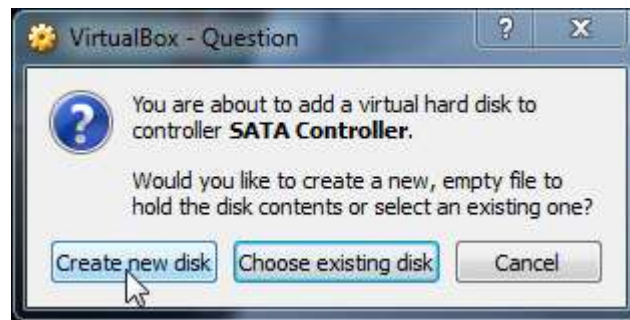 VirtualBox - Question
?
X
?
You are about to add a virtual hard disk to
controller SATA Controller.
Would you like to create a new, empty file to
hold the disk contents or select an existing one?
Create new disk Choose existing disk Cancel